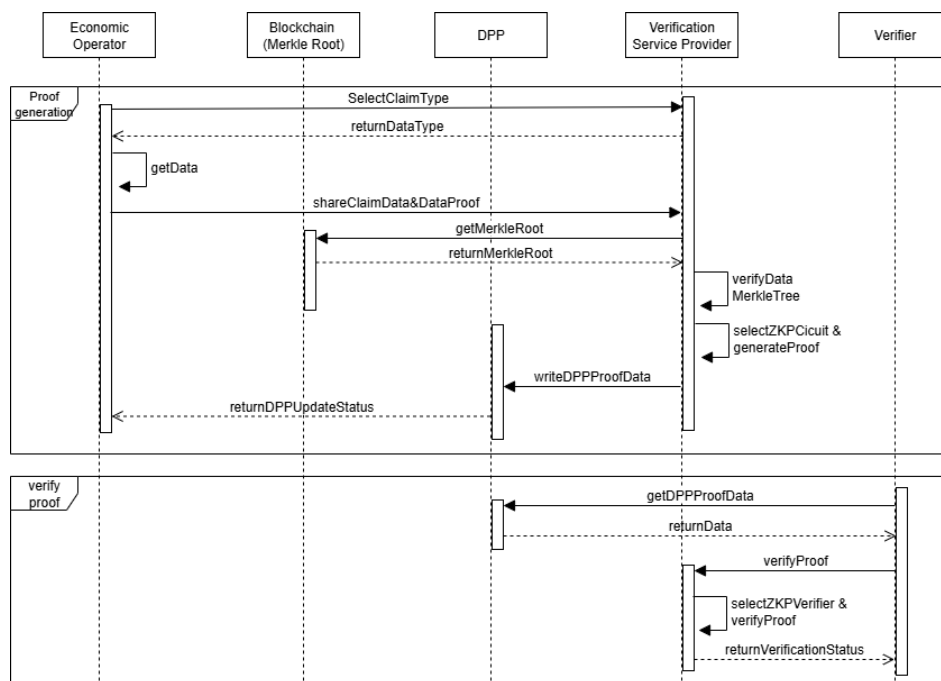 Economic
Operator
Blockchain
(Merkle Root)
DPP
Verification
Service Provider
Verifier
Proof
generation
SelectClaimType
returnDataType
getData
shareClaimData&DataProof
getMerkleRoot
returnMerkleRoot
verifyData
MerkleTree
selectZKPCicuit &
generateProof
writeDPPProofData
returnDPPUpdateStatus
verify
proof
getDPPProofData
returnData
verifyProof
selectZKPVerifier &
verifyProof
returnVerificationStatus